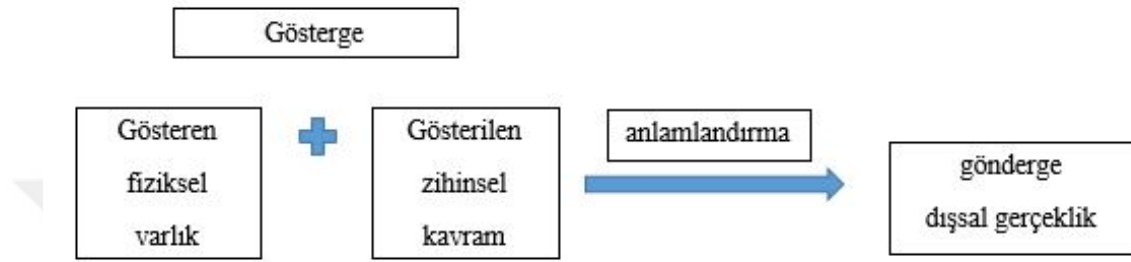 Gösterge
Gösteren
fiziksel
varlık
Gösterilen
zihinsel
kavram
anlamlandırma
gönderge
dışsal gerçeklik